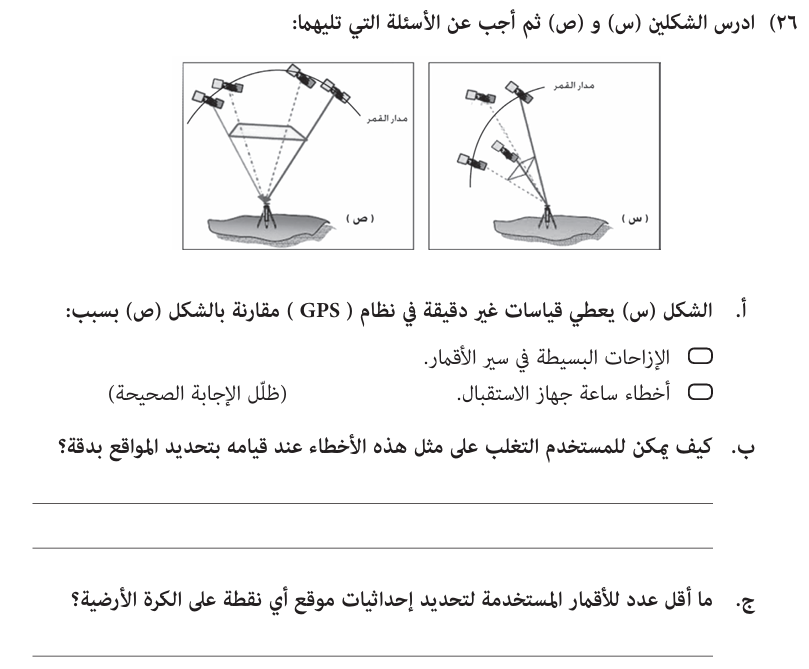 ٢٦) ادرس الشكلين (س) و (ص) ثم أجب عن الأسئلة التي تليهما:
مدار القمر
(س)
مدار القمر
(ص)
أ. الشكل (س) يعطي قياسات غير دقيقة في نظام ( GPS ) مقارنة بالشكل (ص) بسبب:
الإزاحات البسيطة في سير الأقمار.
أخطاء ساعة جهاز الاستقبال. (ظلّل الإجابة الصحيحة)
ب. كيف يمكن للمستخدم التغلب على مثل هذه الأخطاء عند قيامه بتحديد المواقع بدقة؟
ج. ما أقل عدد للأقمار المستخدمة لتحديد إحداثيات موقع أي نقطة على الكرة الأرضية؟